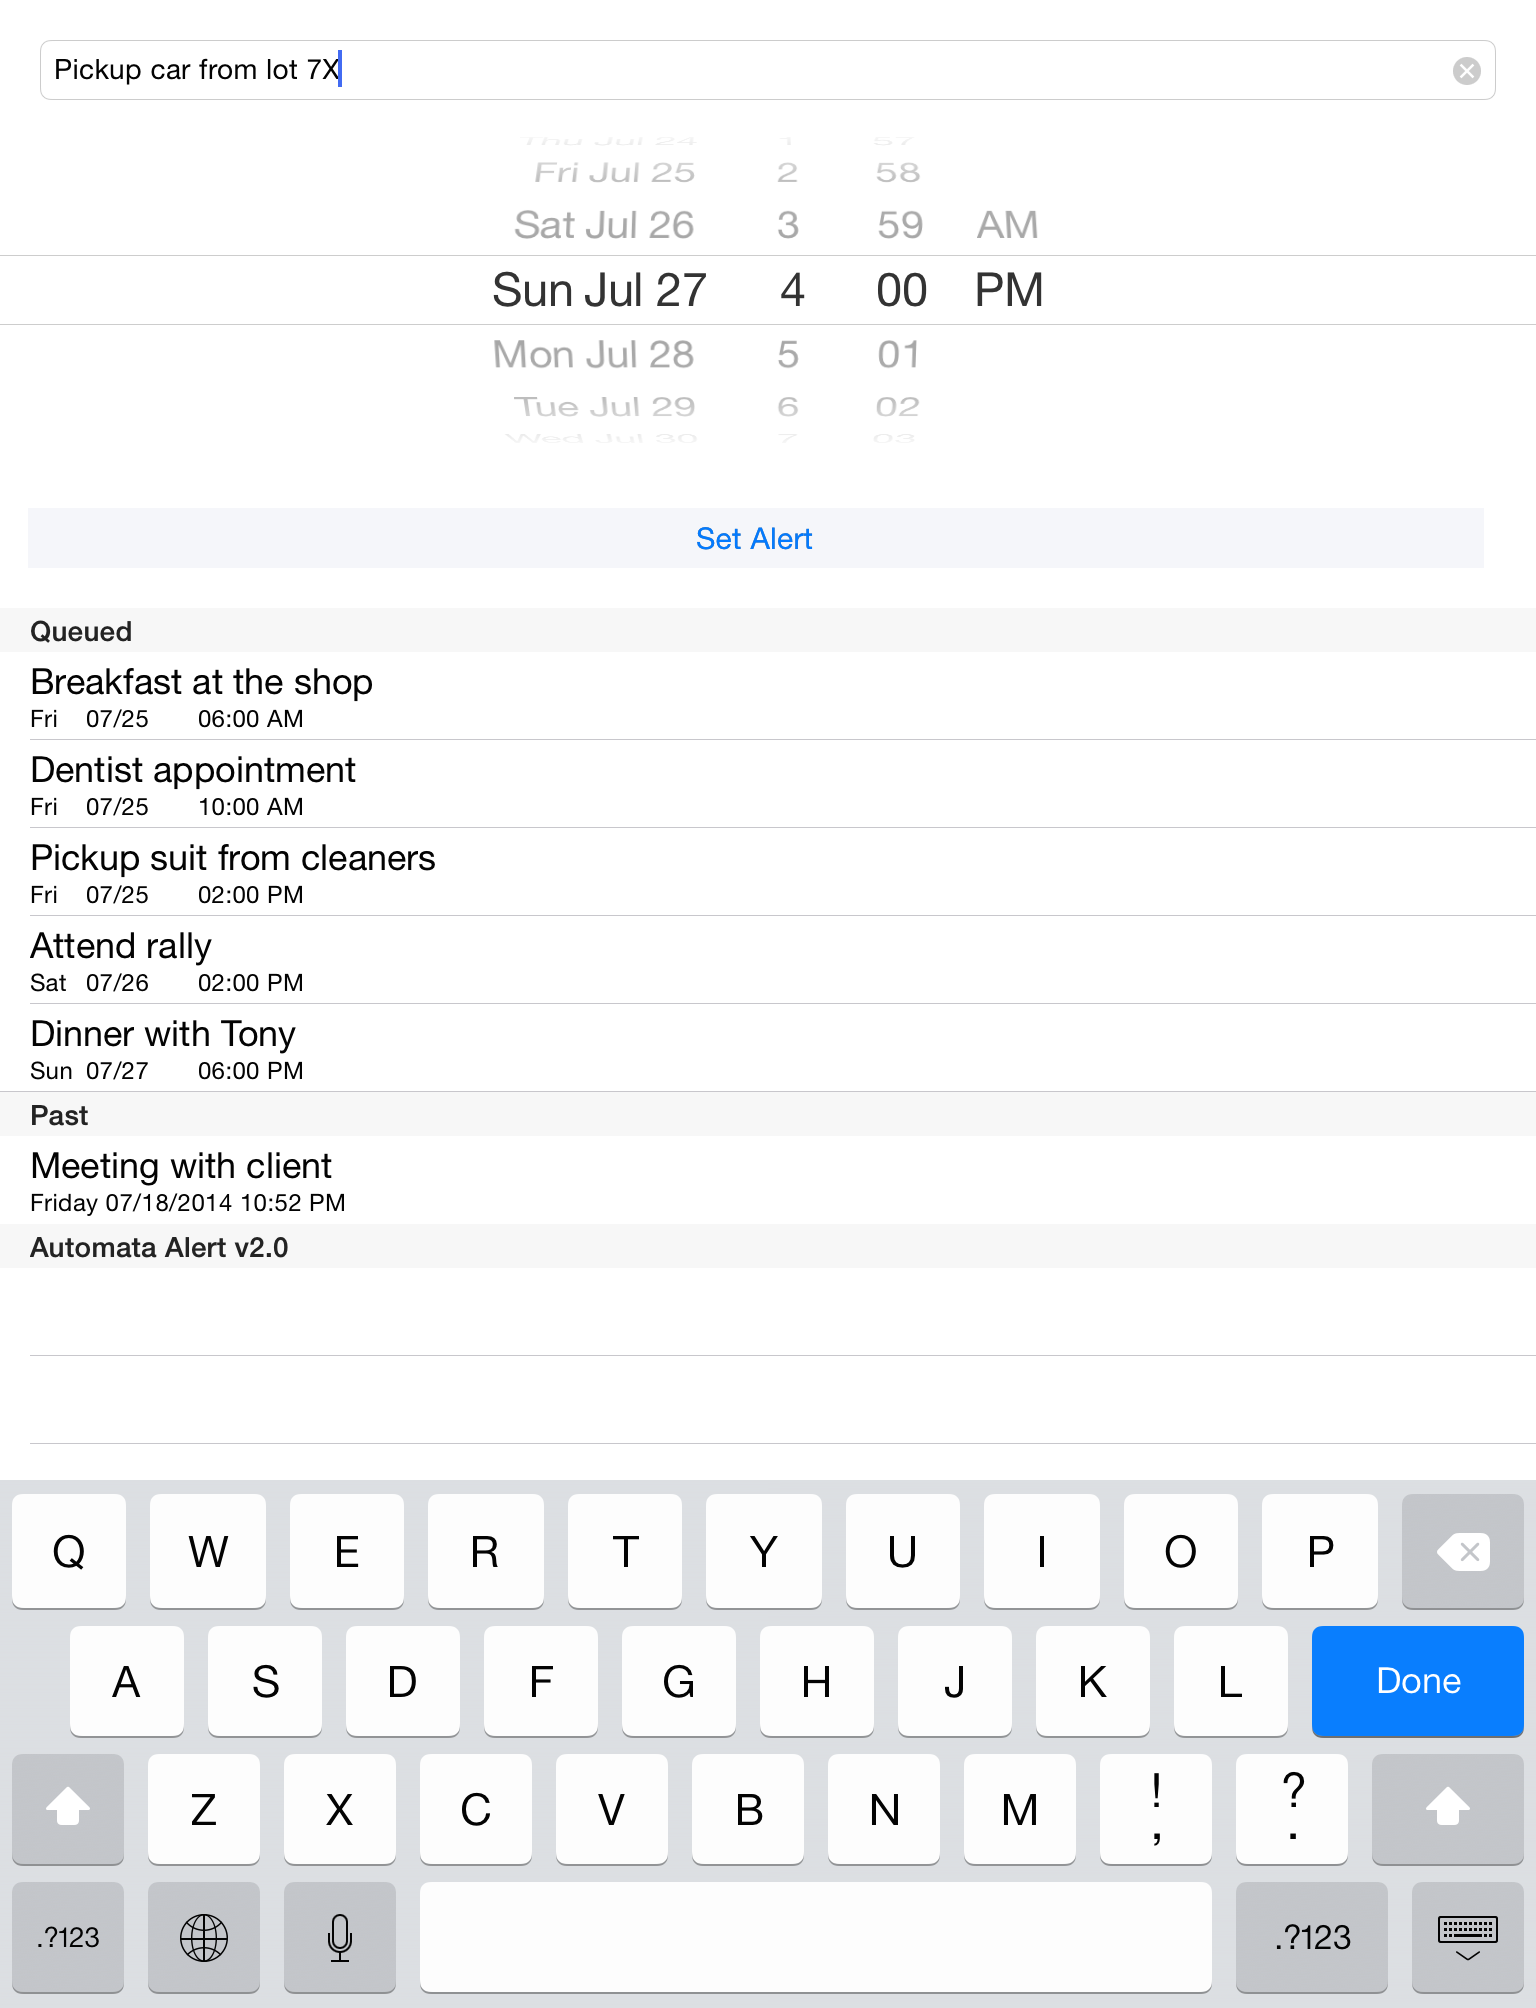 Pickup car from lot 7X
Thu Jul 24 1 57
Fri Jul 25 2 58
Sat Jul 26 3 59 AM
Sun Jul 27 4 00 PM
Mon Jul 28 5 01
Tue Jul 29 6 02
Wed Jul 30 7 03
Set Alert
Queued
Breakfast at the shop
Fri 07/25 06:00 AM
Dentist appointment
Fri 07/25 10:00 AM
Pickup suit from cleaners
Fri 07/25 02:00 PM
Attend rally
Sat 07/26 02:00 PM
Dinner with Tony
Sun 07/27 06:00 PM
Past
Meeting with client
Friday 07/18/2014 10:52 PM
Automata Alert v2.0
Q W E R T Y U I O P
A S D F G H J K L Done
Z X C V B N M ! , ? .
.?123 .?123